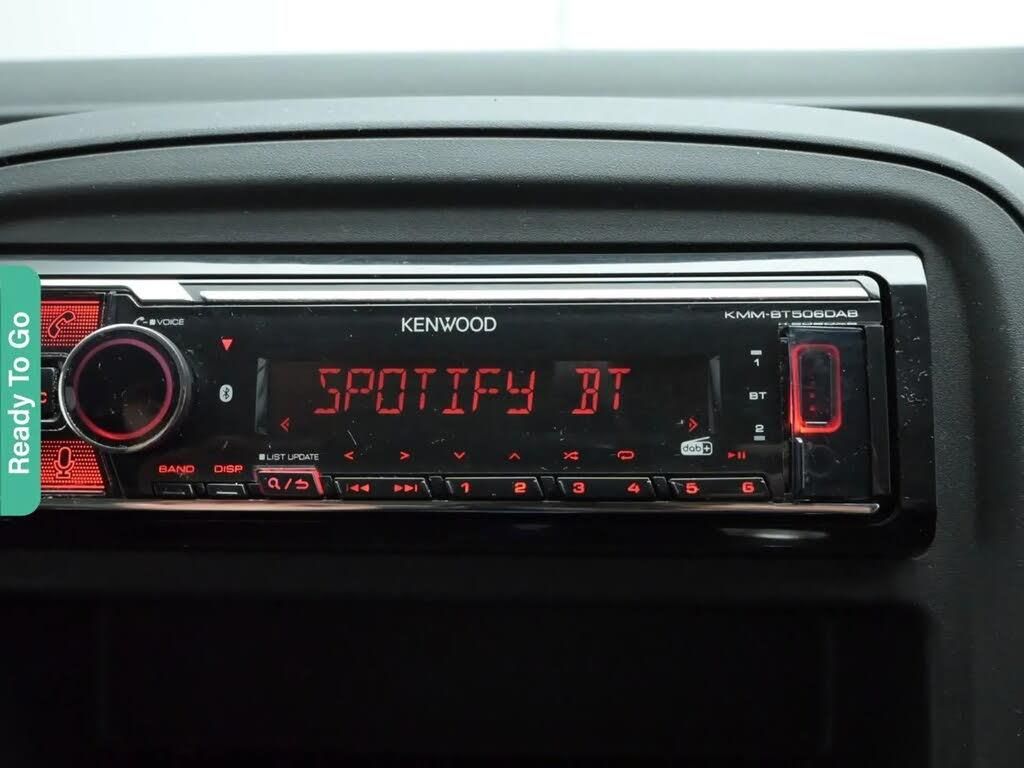 Ready To Go
VOICE
KENWOOD
KMM-BT506DAB
1
BT
2
SPOTIFY BT
dab+
LIST UPDATE
BAND DISP
1 2 3 4 5 6